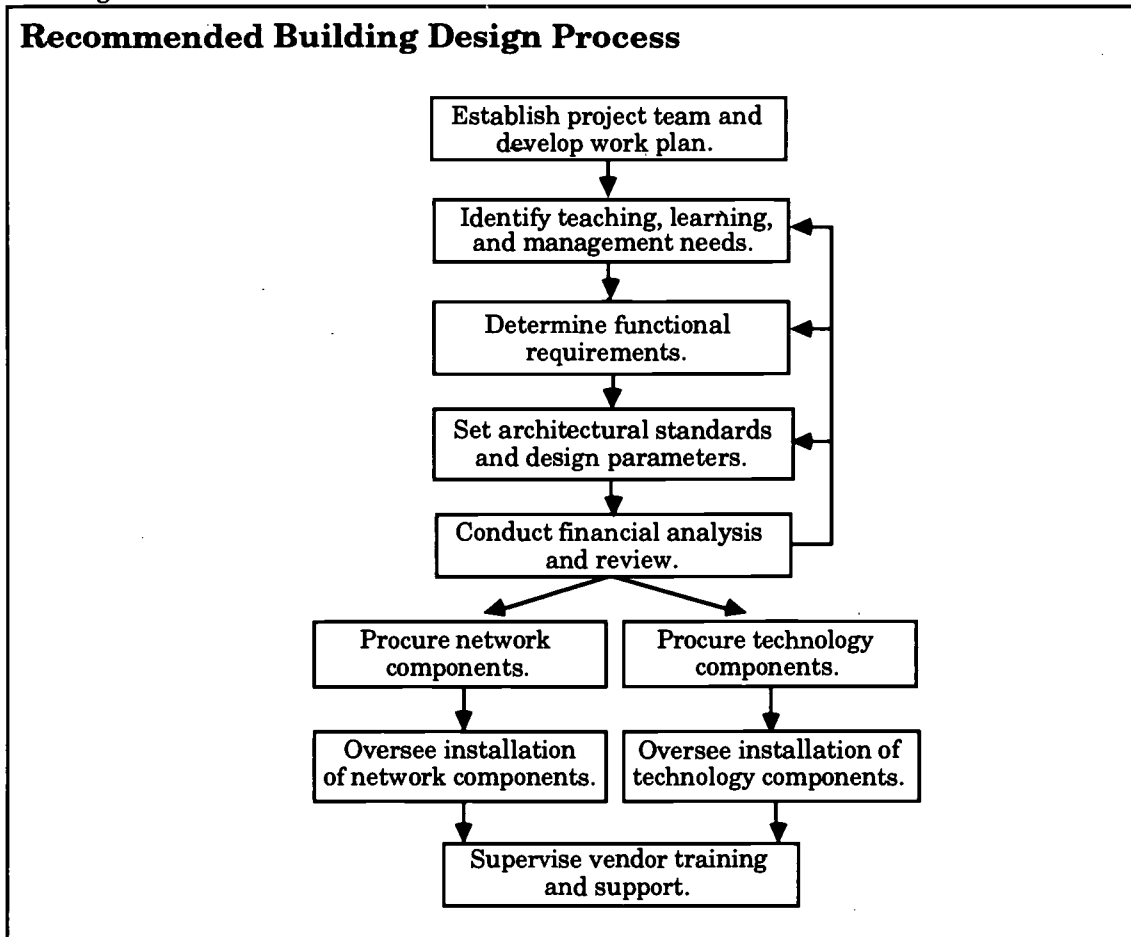 Recommended Building Design Process
Establish project team and
develop work plan.
Identify teaching, learning,
and management needs.
Determine functional
requirements.
Set architectural standards
and design parameters.
Conduct financial analysis
and review.
Procure network
components.
Procure technology
components.
Oversee installation
of network components.
Oversee installation of
technology components.
Supervise vendor training
and support.